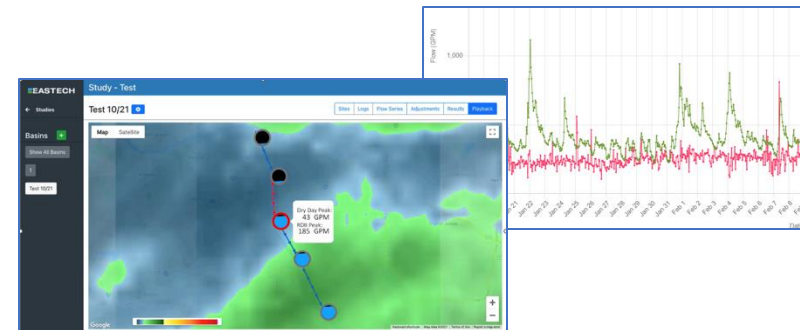 Flow (GPM)
1,000
Jan 22
Jan 23
Jan 24
Jan 25
Jan 26
Jan 27
Jan 28
Jan 29
Jan 30
Jan 31
Feb 1
Feb 2
Feb 3
Feb 4
Feb 5
Feb 6
Feb 7
Feb 8
EASTECH
Study - Test
Studies
Test 10/21
Sites
Logs
Flow Series
Adjustments
Results
Playback
Basins +
Map
Satellite
Show All Basins
1
Test 10/21
Dry Day Peak:
43 GPM
RDII Peak:
185 GPM
+
−
Google